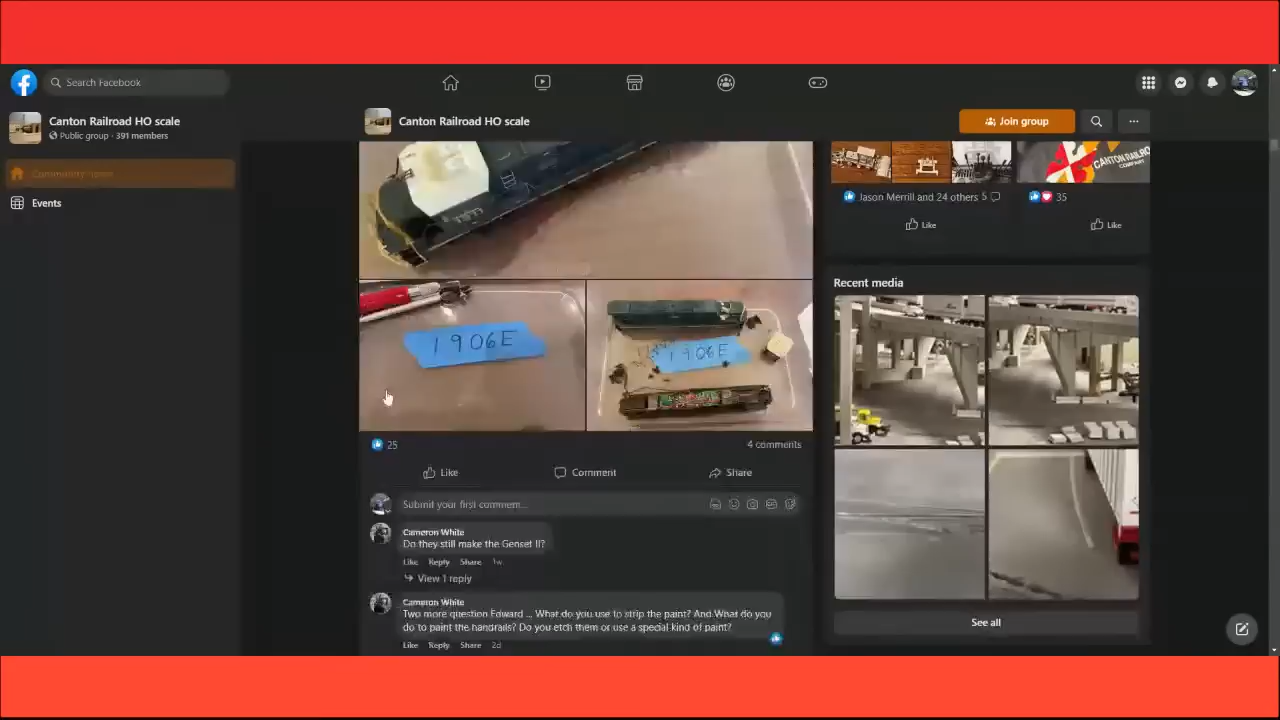 Search Facebook
Canton Railroad HO scale
Public group · 391 members
Events
Canton Railroad HO scale
Join group
CANTON RAILROAD
COMPANY
Jason Merrill and 24 others 5
35
Like
Like
Recent media
1906E
1906E
25
4 comments
Like
Comment
Share
Submit your first comment...
Cameron White
Do they still make the Genset II?
Like Reply Share 1w
View 1 reply
Cameron White
Two more question Edward ... What do you use to strip the paint? And What do you
do to paint the handrails? Do you etch them or use a special kind of paint?
Like Reply Share 2d
See all